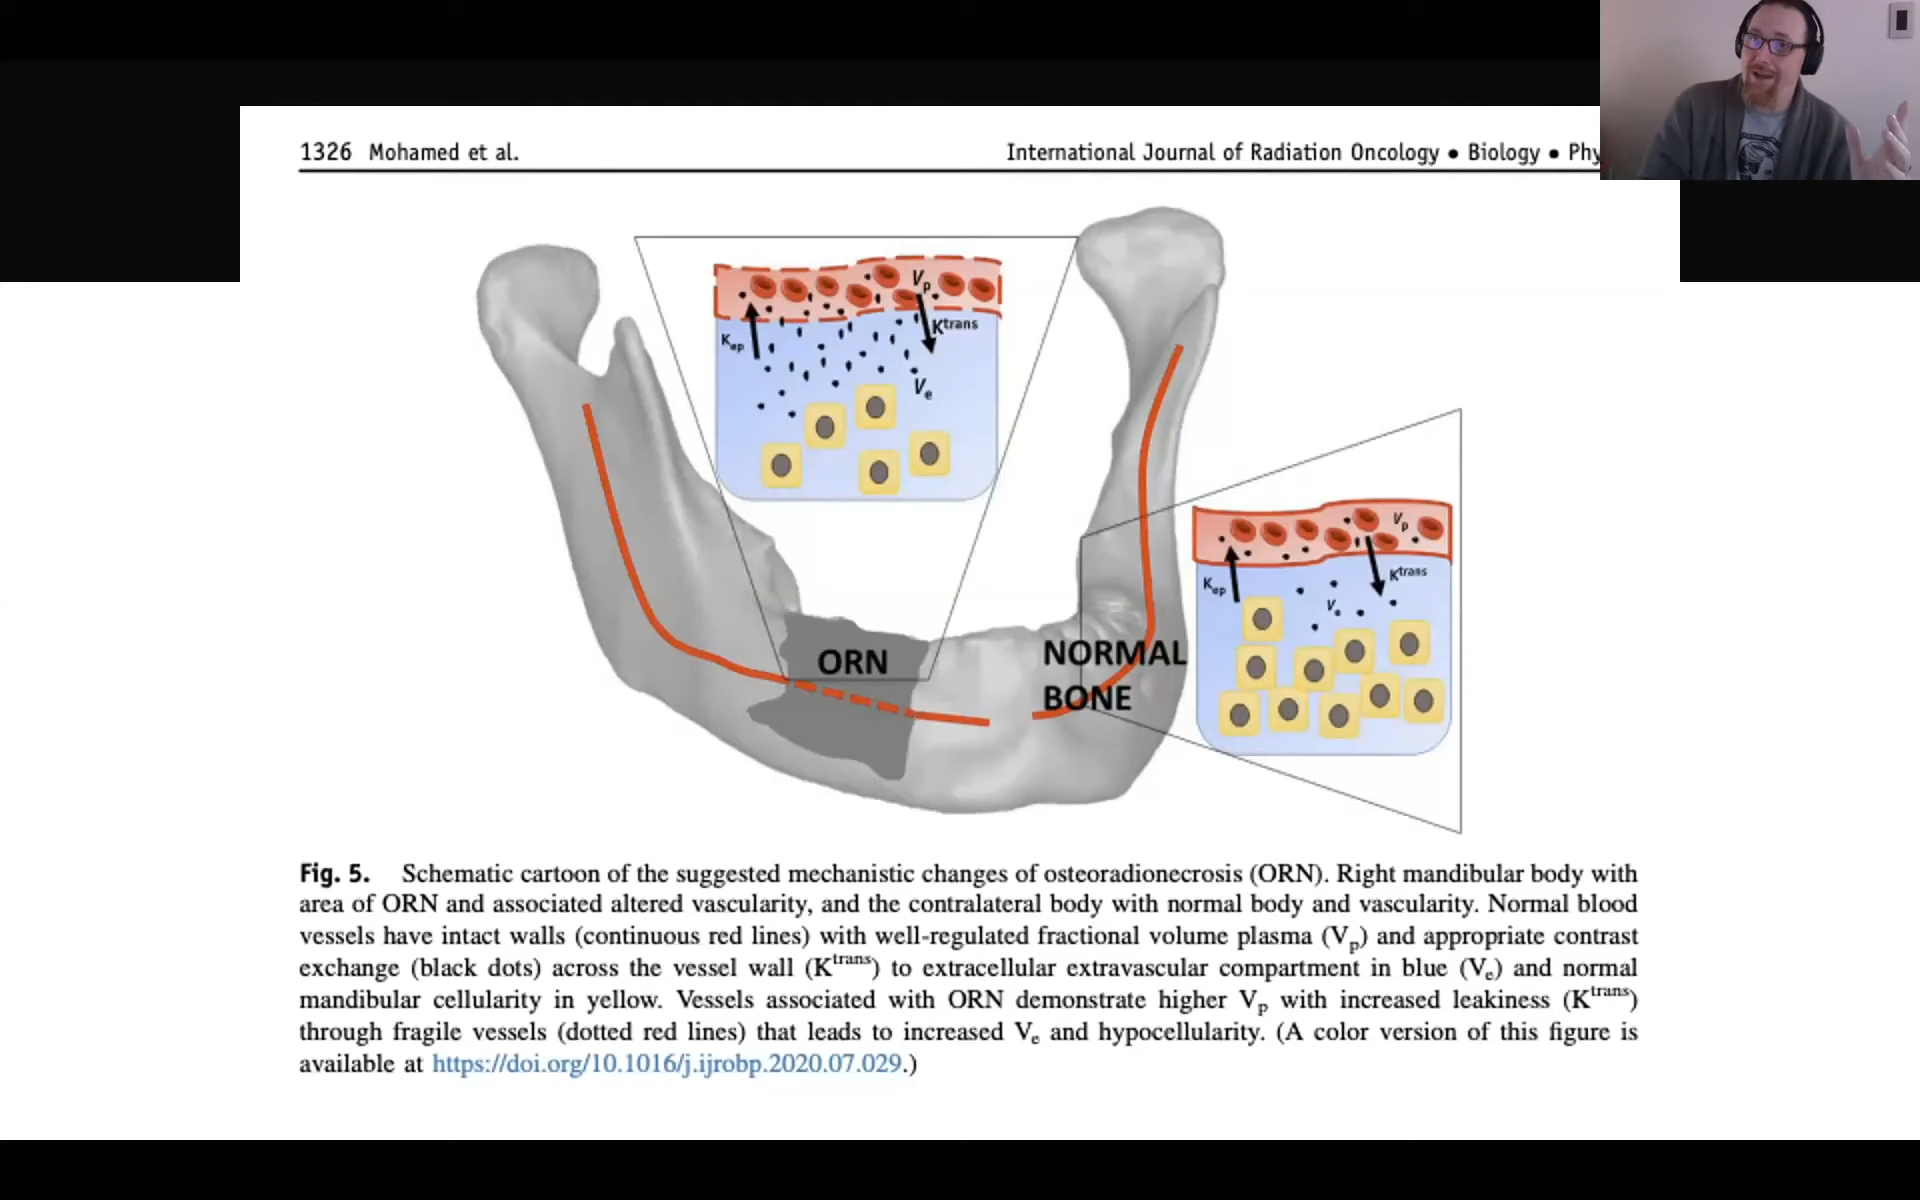 1326 Mohamed et al.
International Journal of Radiation Oncology • Biology • Phy
Vp
Kep
Ktrans
Ve
Vp
Kep
Ktrans
Ve
ORN
NORMAL
BONE
Fig. 5. Schematic cartoon of the suggested mechanistic changes of osteoradionecrosis (ORN). Right mandibular body with
area of ORN and associated altered vascularity, and the contralateral body with normal body and vascularity. Normal blood
vessels have intact walls (continuous red lines) with well-regulated fractional volume plasma (Vp) and appropriate contrast
exchange (black dots) across the vessel wall (Ktrans) to extracellular extravascular compartment in blue (Ve) and normal
mandibular cellularity in yellow. Vessels associated with ORN demonstrate higher Vp with increased leakiness (Ktrans)
through fragile vessels (dotted red lines) that leads to increased Ve and hypocellularity. (A color version of this figure is
available at https://doi.org/10.1016/j.ijrobp.2020.07.029.)